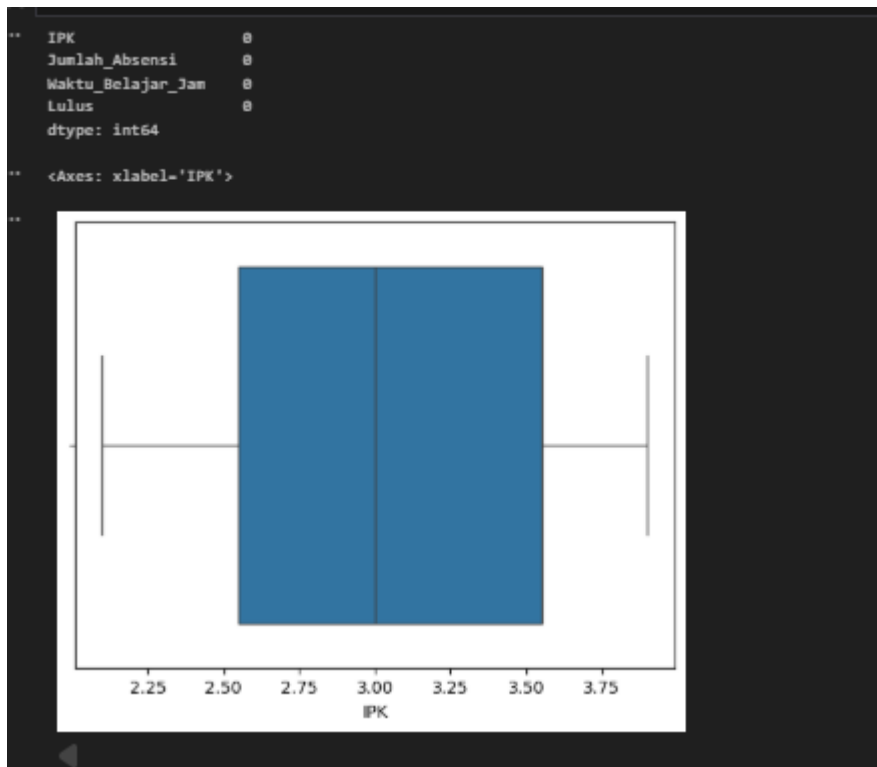 IPK 0
Jumlah_Absensi 0
Waktu_Belajar_Jam 0
Lulus 0
dtype: int64
<Axes: xlabel='IPK'>
2.25 2.50 2.75 3.00 3.25 3.50 3.75
IPK